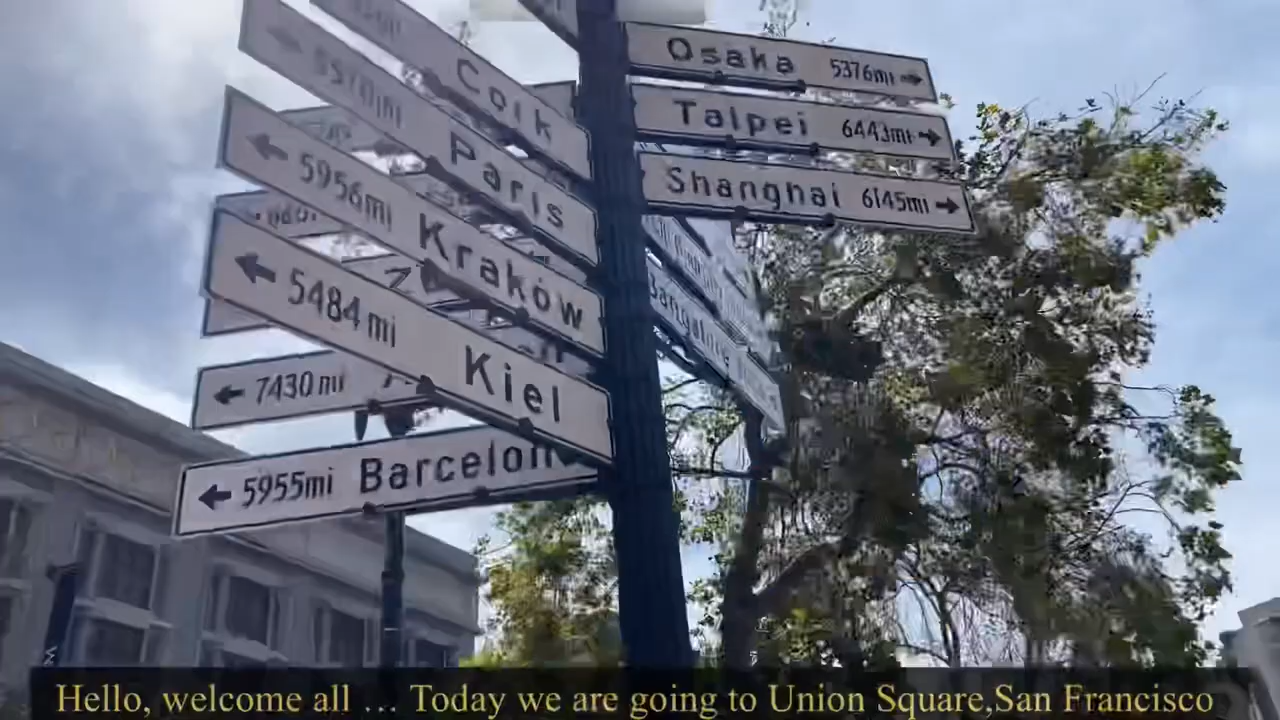 Osaka 5376mi
Taipei 6443mi
Shanghai 6145mi
Cork
Paris
5956mi Kraków
5484 mi Kiel
7430 mi
5955mi Barcelon
Bangalore
Hello, welcome all … Today we are going to Union Square,San Francisco